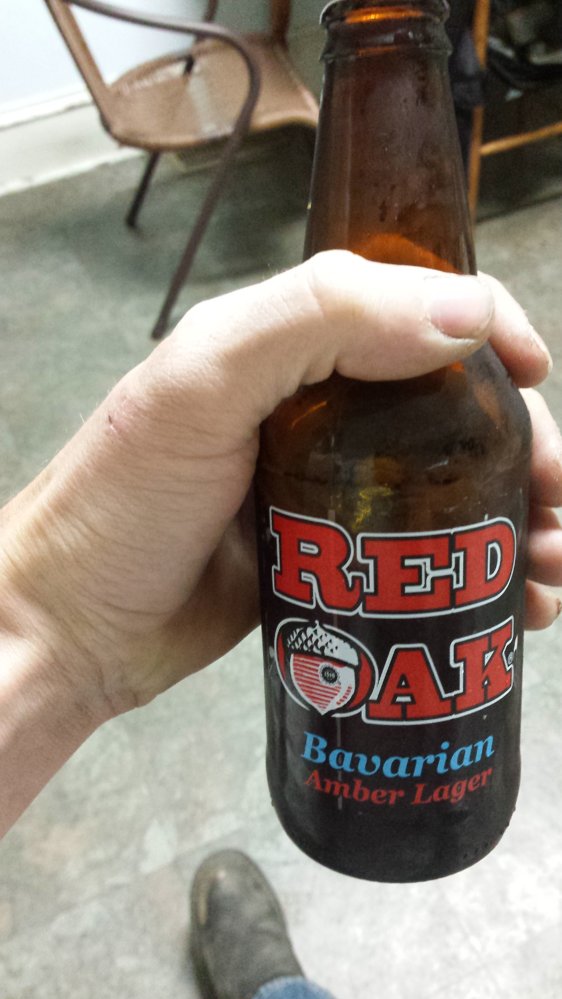 RED
OAK®
Bavarian
Amber Lager